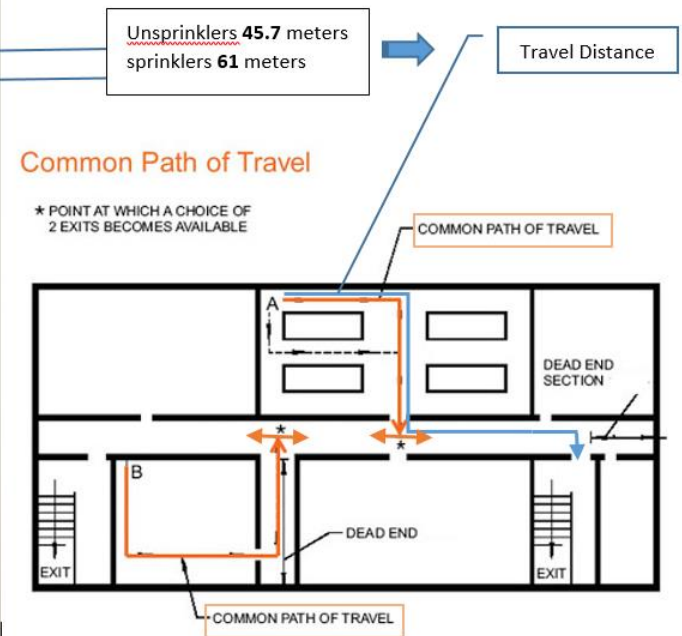 Unsprinklers 45.7 meters
sprinklers 61 meters
Travel Distance
Common Path of Travel
* POINT AT WHICH A CHOICE OF
2 EXITS BECOMES AVAILABLE
COMMON PATH OF TRAVEL
A
DEAD END
SECTION
*
*
B
DEAD END
EXIT
EXIT
COMMON PATH OF TRAVEL